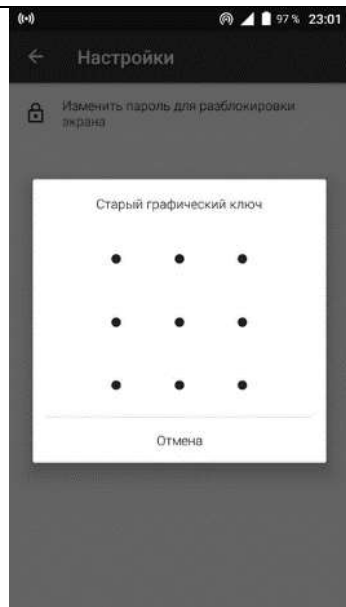 97 % 23:01
Настройки
Изменить пароль для разблокировки
экрана
Старый графический ключ
Отмена